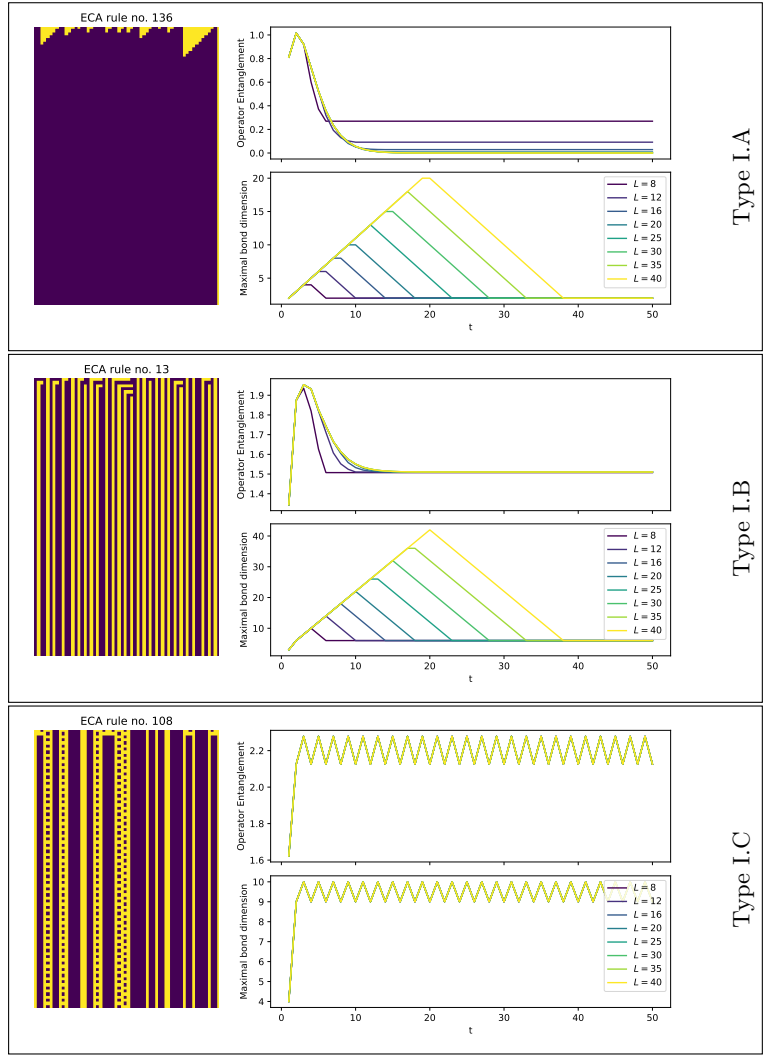 ECA rule no. 136
Operator Entanglement
1.0
0.8
0.6
0.4
0.2
0.0
Maximal bond dimension
20
15
10
5
L = 8
L = 12
L = 16
L = 20
L = 25
L = 30
L = 35
L = 40
0 10 20 30 40 50
t
Type I.A
ECA rule no. 13
Operator Entanglement
1.9
1.8
1.7
1.6
1.5
1.4
Maximal bond dimension
40
30
20
10
L = 8
L = 12
L = 16
L = 20
L = 25
L = 30
L = 35
L = 40
0 10 20 30 40 50
t
Type I.B
ECA rule no. 108
Operator Entanglement
2.2
2.0
1.8
1.6
Maximal bond dimension
10
9
8
7
6
5
4
L = 8
L = 12
L = 16
L = 20
L = 25
L = 30
L = 35
L = 40
0 10 20 30 40 50
t
Type I.C